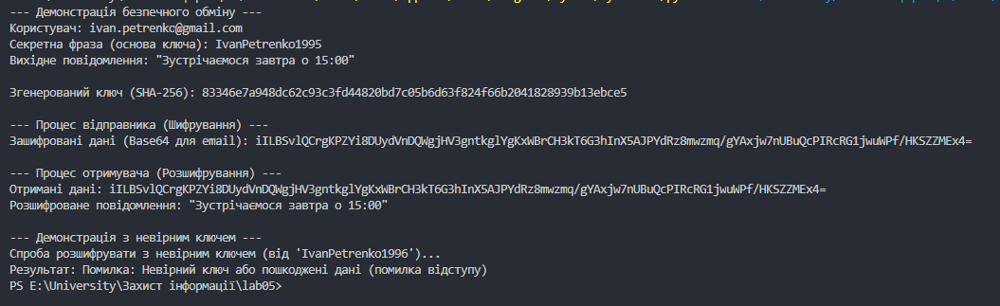 --- Демонстрація безпечного обміну ---
Користувач: ivan.petrenko@gmail.com
Секретна фраза (основа ключа): IvanPetrenko1995
Вихідне повідомлення: "Зустрічаємося завтра о 15:00"
Згенерований ключ (SHA-256): 83346e7a948dc62c93c3fd44820bd7c05b6d63f824f66b2041828939b13ebce5
--- Процес відправника (Шифрування) ---
Зашифровані дані (Base64 для email): iILBSvlQCrgKPZYi8DUydVnDQWgjHV3gntkglYgKxWBrCH3kT6G3hInX5AJPYdRz8mwzmq/gYAxjw7nUBuQcPIRcRG1jwuWPf/HKSZZMEx4=
--- Процес отримувача (Розшифрування) ---
Отримані дані: iILBSvlQCrgKPZYi8DUydVnDQWgjHV3gntkglYgKxWBrCH3kT6G3hInX5AJPYdRz8mwzmq/gYAxjw7nUBuQcPIRcRG1jwuWPf/HKSZZMEx4=
Розшифроване повідомлення: "Зустрічаємося завтра о 15:00"
--- Демонстрація з невірним ключем ---
Спроба розшифрувати з невірним ключем (від 'IvanPetrenko1996')...
Результат: Помилка: Невірний ключ або пошкоджені дані (помилка відступу)
PS E:\University\Захист інформації\lab05>